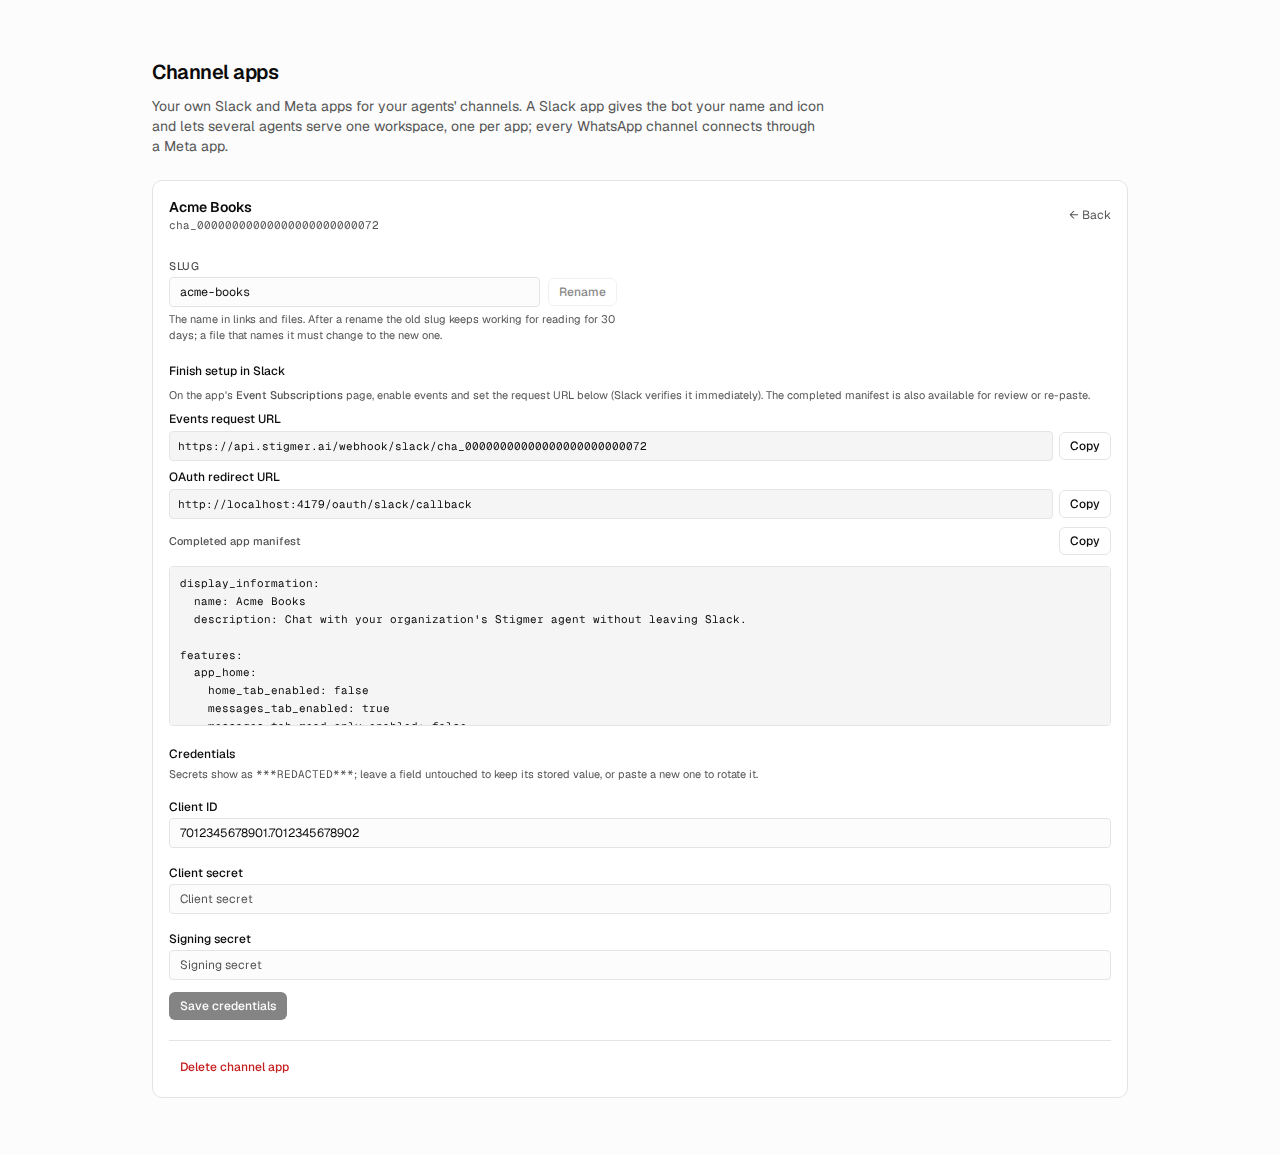 Channel apps
Your own Slack and Meta apps for your agents' channels. A Slack app gives the bot your name and icon
and lets several agents serve one workspace, one per app; every WhatsApp channel connects through
a Meta app.
Acme Books
cha_00000000000000000000000072
← Back
SLUG
acme-books
Rename
The name in links and files. After a rename the old slug keeps working for reading for 30
days; a file that names it must change to the new one.
Finish setup in Slack
On the app's Event Subscriptions page, enable events and set the request URL below (Slack verifies it immediately). The completed manifest is also available for review or re-paste.
Events request URL
https://api.stigmer.ai/webhook/slack/cha_00000000000000000000000072
Copy
OAuth redirect URL
http://localhost:4179/oauth/slack/callback
Copy
Completed app manifest
Copy
display_information:
  name: Acme Books
  description: Chat with your organization's Stigmer agent without leaving Slack.

features:
  app_home:
    home_tab_enabled: false
    messages_tab_enabled: true
    messages_tab_read_only_enabled: false
Credentials
Secrets show as ***REDACTED***; leave a field untouched to keep its stored value, or paste a new one to rotate it.
Client ID
7012345678901.7012345678902
Client secret
Client secret
Signing secret
Signing secret
Save credentials
Delete channel app